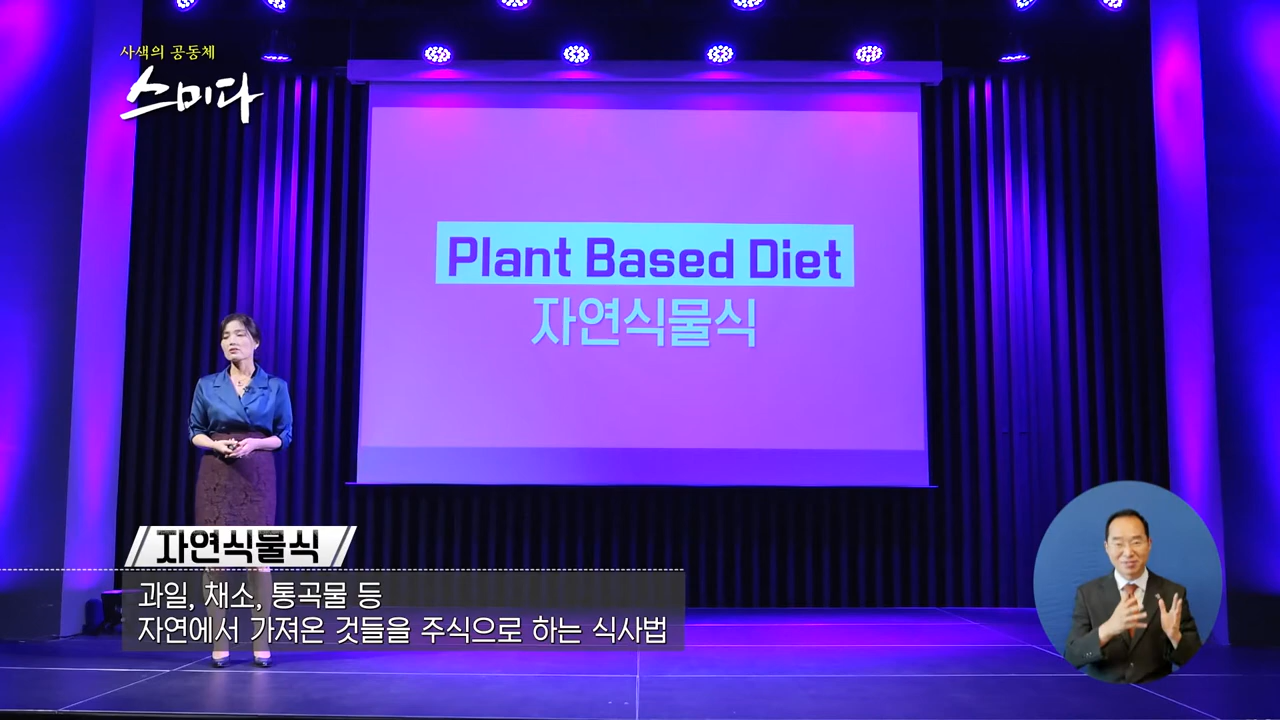 사색의 공동체
스미다
Plant Based Diet
자연식물식
자연식물식
과일, 채소, 통곡물 등
자연에서 가져온 것들을 주식으로 하는 식사법